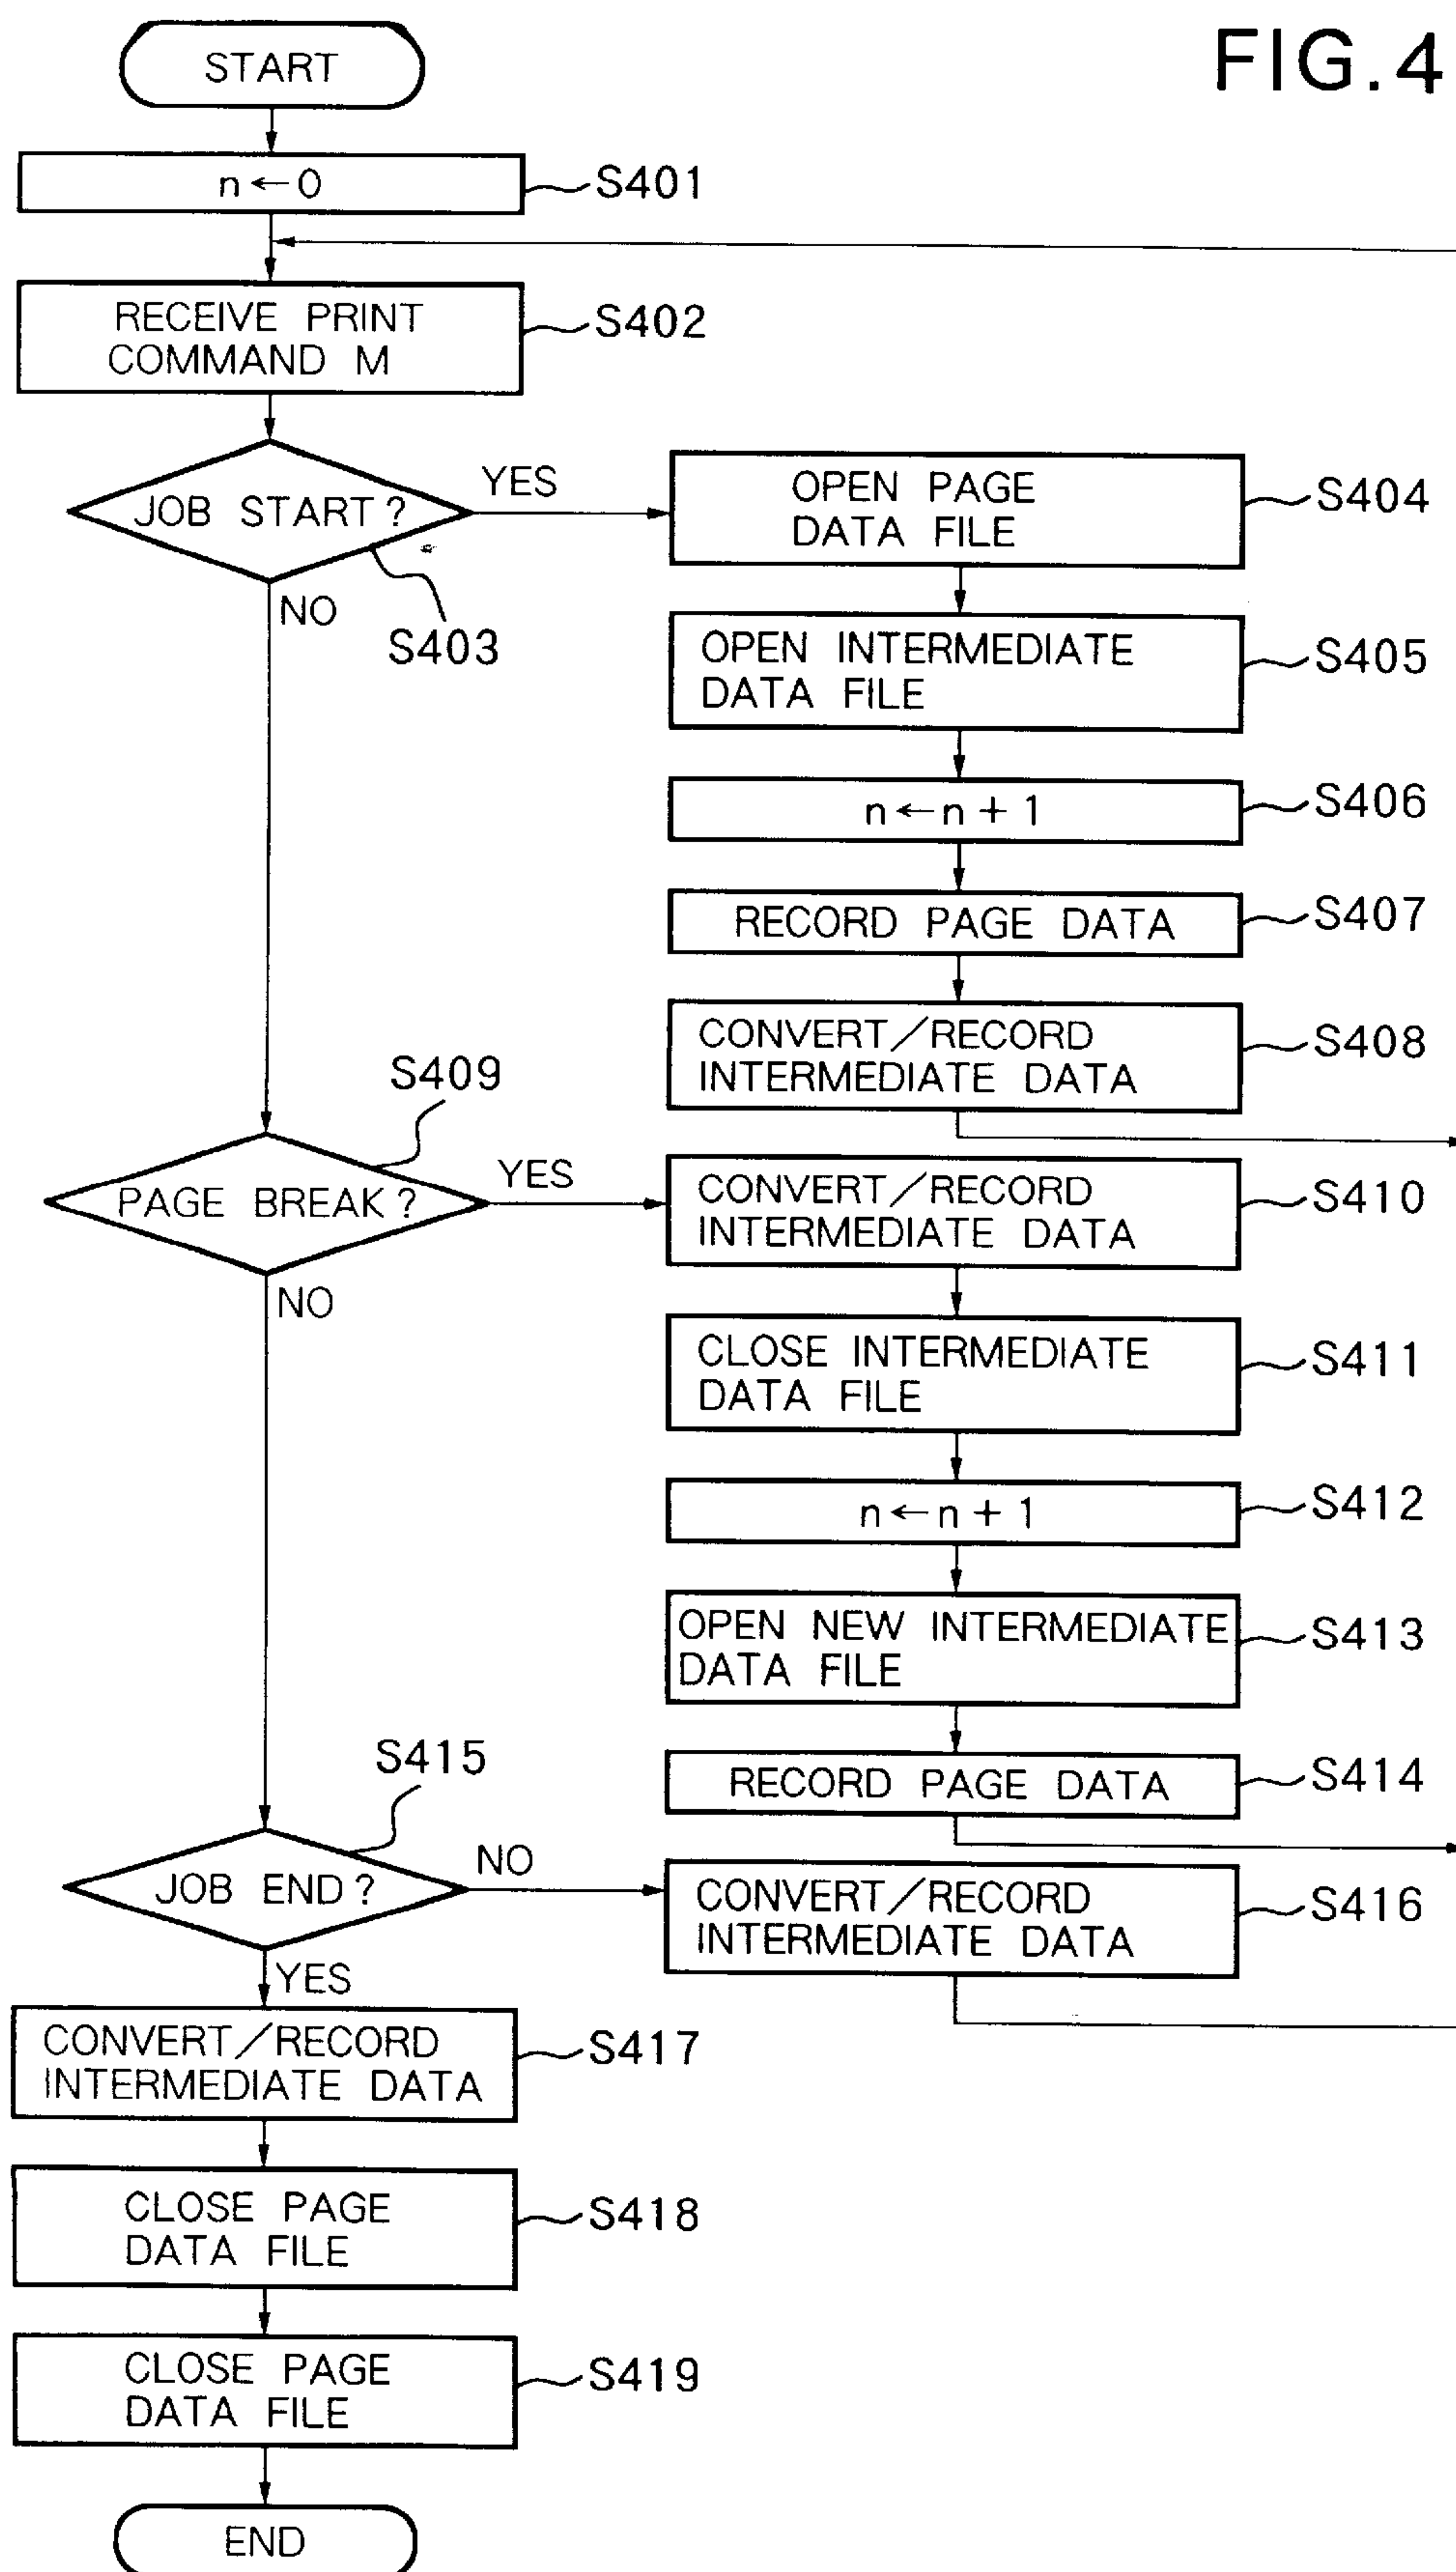 FIG.4
START
n←0
S401
RECEIVE PRINT
COMMAND M
S402
JOB START?
YES
NO
S403
OPEN PAGE
DATA FILE
S404
OPEN INTERMEDIATE
DATA FILE
S405
n←n+1
S406
RECORD PAGE DATA
S407
CONVERT/RECORD
INTERMEDIATE DATA
S408
S409
PAGE BREAK?
YES
NO
CONVERT/RECORD
INTERMEDIATE DATA
S410
CLOSE INTERMEDIATE
DATA FILE
S411
n←n+1
S412
OPEN NEW INTERMEDIATE
DATA FILE
S413
RECORD PAGE DATA
S414
S415
JOB END?
NO
YES
CONVERT/RECORD
INTERMEDIATE DATA
S416
CONVERT/RECORD
INTERMEDIATE DATA
S417
CLOSE PAGE
DATA FILE
S418
CLOSE PAGE
DATA FILE
S419
END